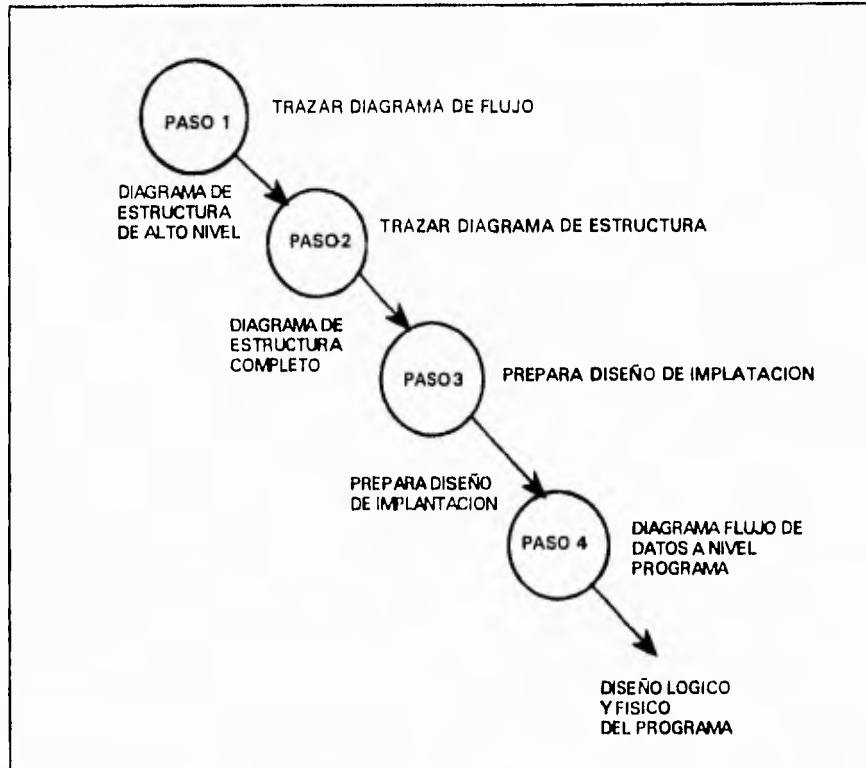 PASO 1
TRAZAR DIAGRAMA DE FLUJO
DIAGRAMA DE
ESTRUCTURA
DE ALTO NIVEL
PASO-2
TRAZAR DIAGRAMA DE ESTRUCTURA
DIAGRAMA DE
ESTRUCTURA
COMPLETO
PASO3
PREPARA DISEÑO DE IMPLATACION
PREPARA DISEÑO
DE IMPLANTACION
PASO 4
DIAGRAMA FLUJO DE
DATOS A NIVEL
PROGRAMA
DISEÑO LOGICO
Y FISICO
DEL PROGRAMA